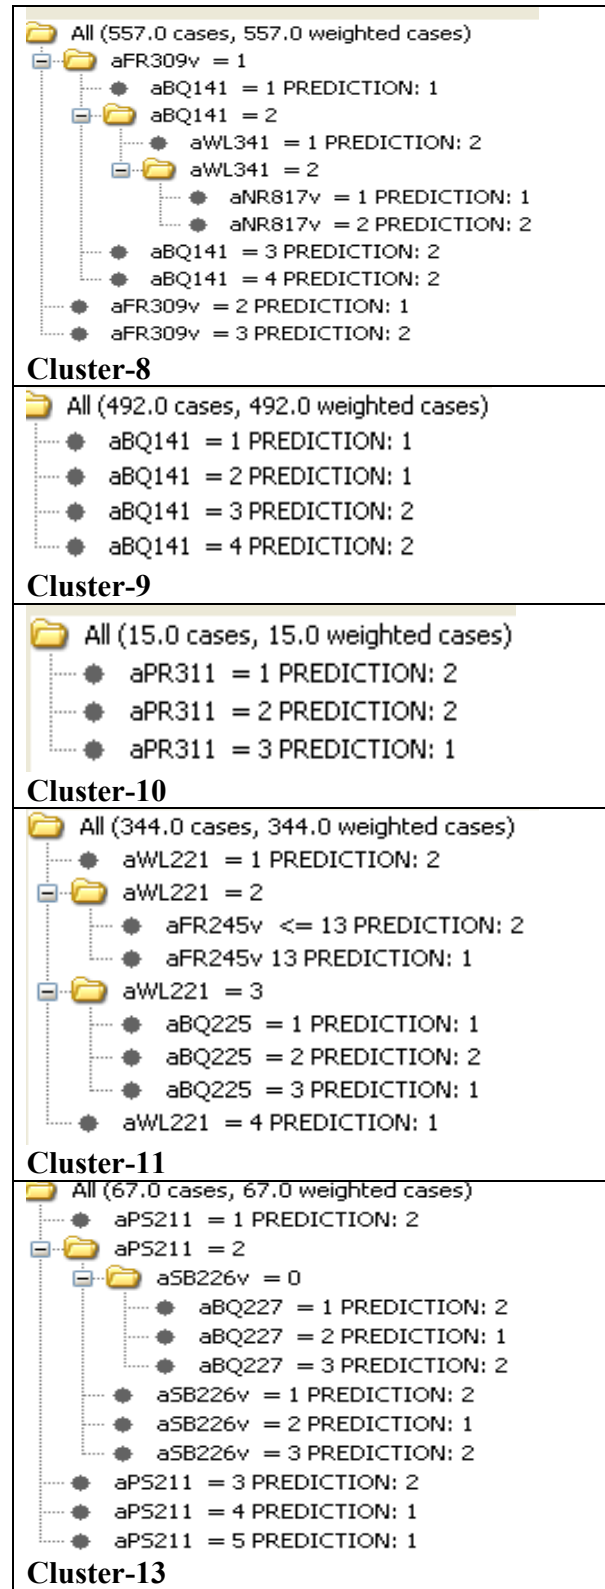 All (557.0 cases, 557.0 weighted cases)
aFR309v = 1
aBQ141 = 1 PREDICTION: 1
aBQ141 = 2
aWL341 = 1 PREDICTION: 2
aWL341 = 2
aNR817v = 1 PREDICTION: 1
aNR817v = 2 PREDICTION: 2
aBQ141 = 3 PREDICTION: 2
aBQ141 = 4 PREDICTION: 2
aFR309v = 2 PREDICTION: 1
aFR309v = 3 PREDICTION: 2
Cluster-8
All (492.0 cases, 492.0 weighted cases)
aBQ141 = 1 PREDICTION: 1
aBQ141 = 2 PREDICTION: 1
aBQ141 = 3 PREDICTION: 2
aBQ141 = 4 PREDICTION: 2
Cluster-9
All (15.0 cases, 15.0 weighted cases)
aPR311 = 1 PREDICTION: 2
aPR311 = 2 PREDICTION: 2
aPR311 = 3 PREDICTION: 1
Cluster-10
All (344.0 cases, 344.0 weighted cases)
aWL221 = 1 PREDICTION: 2
aWL221 = 2
aFR245v <= 13 PREDICTION: 2
aFR245v 13 PREDICTION: 1
aWL221 = 3
aBQ225 = 1 PREDICTION: 1
aBQ225 = 2 PREDICTION: 2
aBQ225 = 3 PREDICTION: 1
aWL221 = 4 PREDICTION: 1
Cluster-11
All (67.0 cases, 67.0 weighted cases)
aPS211 = 1 PREDICTION: 2
aPS211 = 2
aSB226v = 0
aBQ227 = 1 PREDICTION: 2
aBQ227 = 2 PREDICTION: 1
aBQ227 = 3 PREDICTION: 2
aSB226v = 1 PREDICTION: 2
aSB226v = 2 PREDICTION: 1
aSB226v = 3 PREDICTION: 2
aPS211 = 3 PREDICTION: 2
aPS211 = 4 PREDICTION: 1
aPS211 = 5 PREDICTION: 1
Cluster-13